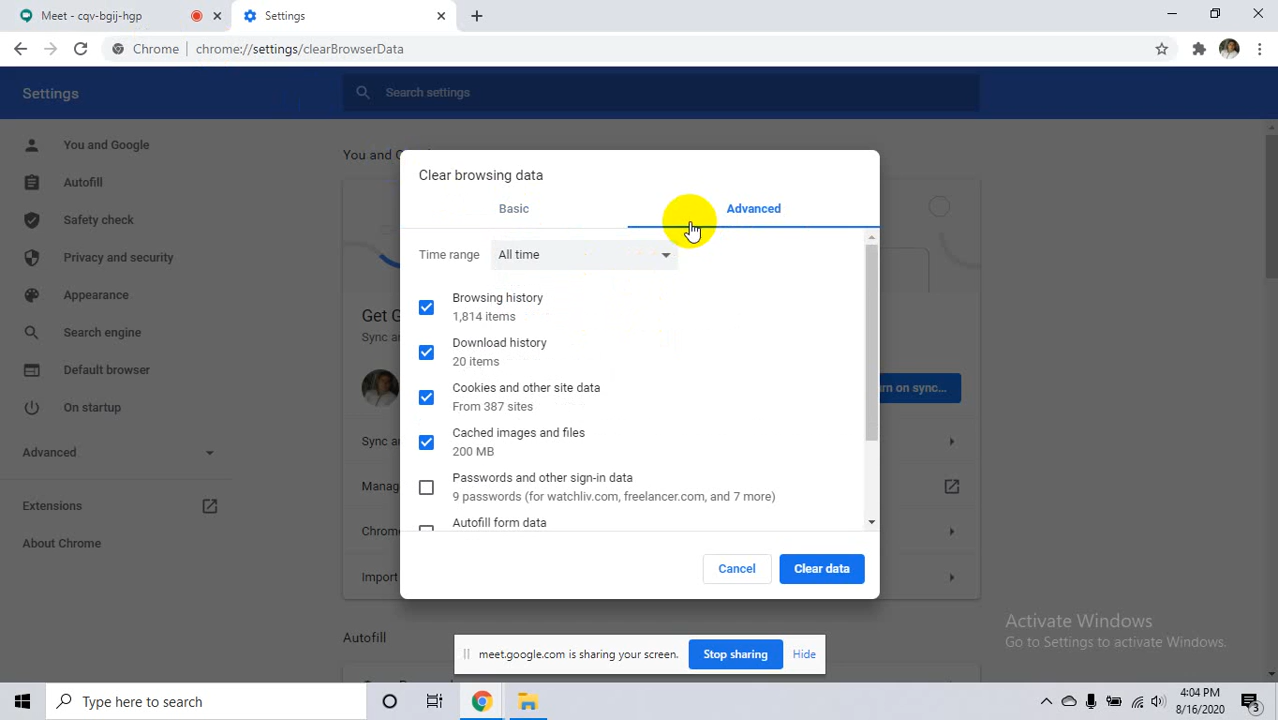 Meet - cqv-bgij-hgp
Settings
Chrome chrome://settings/clearBrowserData
Settings
Search settings
You and Google
Autofill
Safety check
Privacy and security
Appearance
Search engine
Default browser
On startup
Advanced
Extensions
About Chrome
You and G
Get G
Sync a
rn on sync...
Sync a
Manag
Chrom
Import
Autofill
Clear browsing data
Basic
Advanced
Time range All time
Browsing history
1,814 items
Download history
20 items
Cookies and other site data
From 387 sites
Cached images and files
200 MB
Passwords and other sign-in data
9 passwords (for watchliv.com, freelancer.com, and 7 more)
Autofill form data
Cancel
Clear data
Activate Windows
Go to Settings to activate Windows.
meet.google.com is sharing your screen.
Stop sharing
Hide
Type here to search
4:04 PM
8/16/2020
3